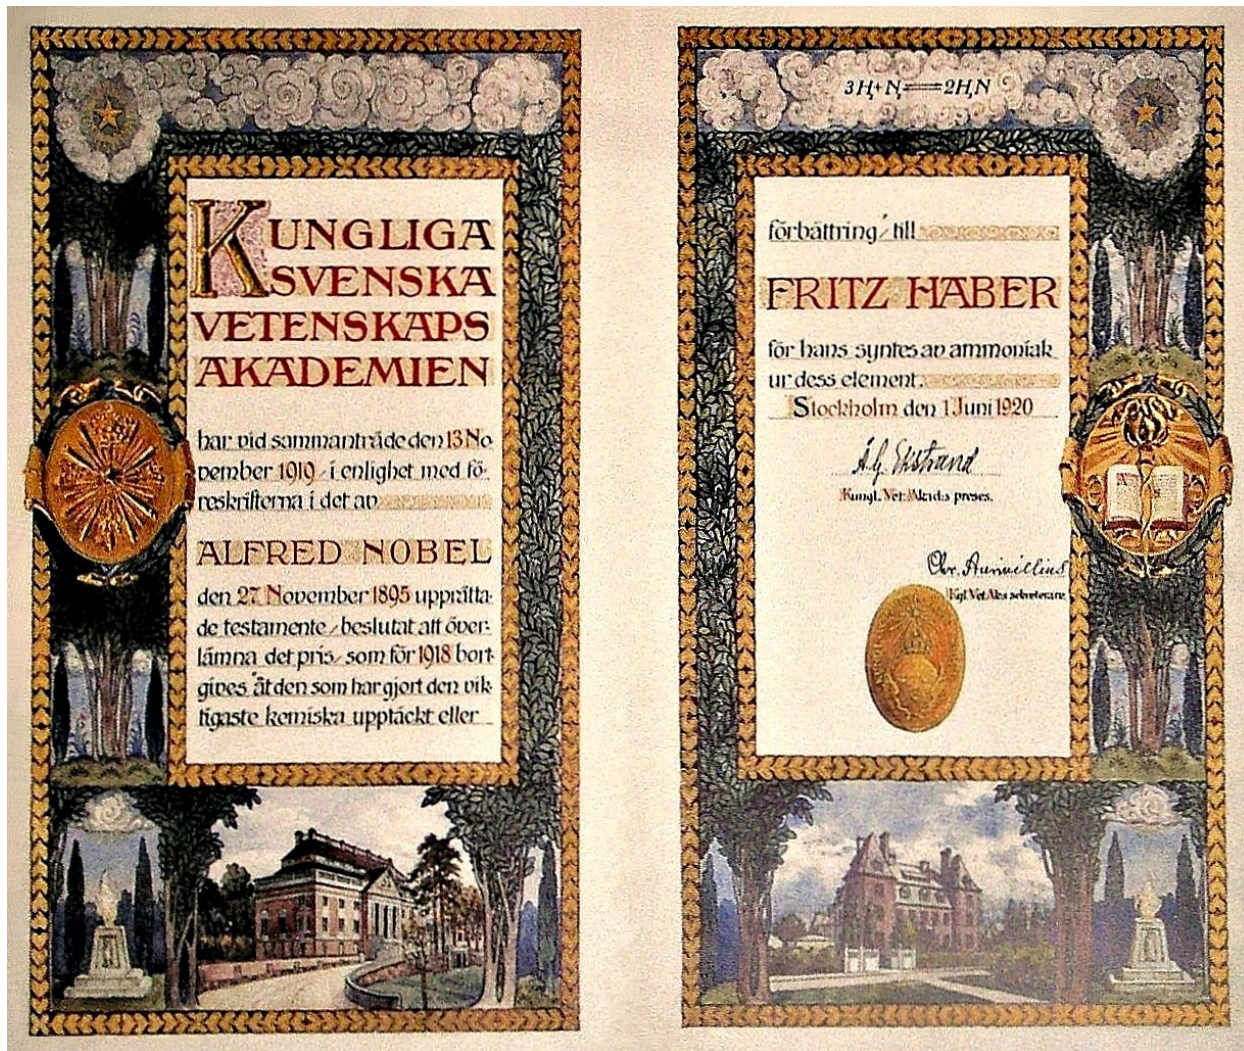 KUNGLIGA
SVENSKA
VETENSKAPS
AKADEMIEN
har vid sammanträde den 13 No
vember 1919 i enlighet med fö-
reskrifterna i det av
ALFRED NOBEL
den 27 November 1895 upprätta-
de testamente beslutat att över-
lämna det pris som för 1918 bort-
gives åt den som har gjort den vik-
tigaste kemiska upptäckt eller
3H₂+N₂=2H₃N
förbättring till
FRITZ HABER
för hans syntes av ammoniak
ur dess element.
Stockholm den 1 Juni 1920
Å. G. Ekstrand
Kungl. Vet. Akad:s preses.
A S
Chr. Aurivillius
Kgl. Vet. Aks sekreterare